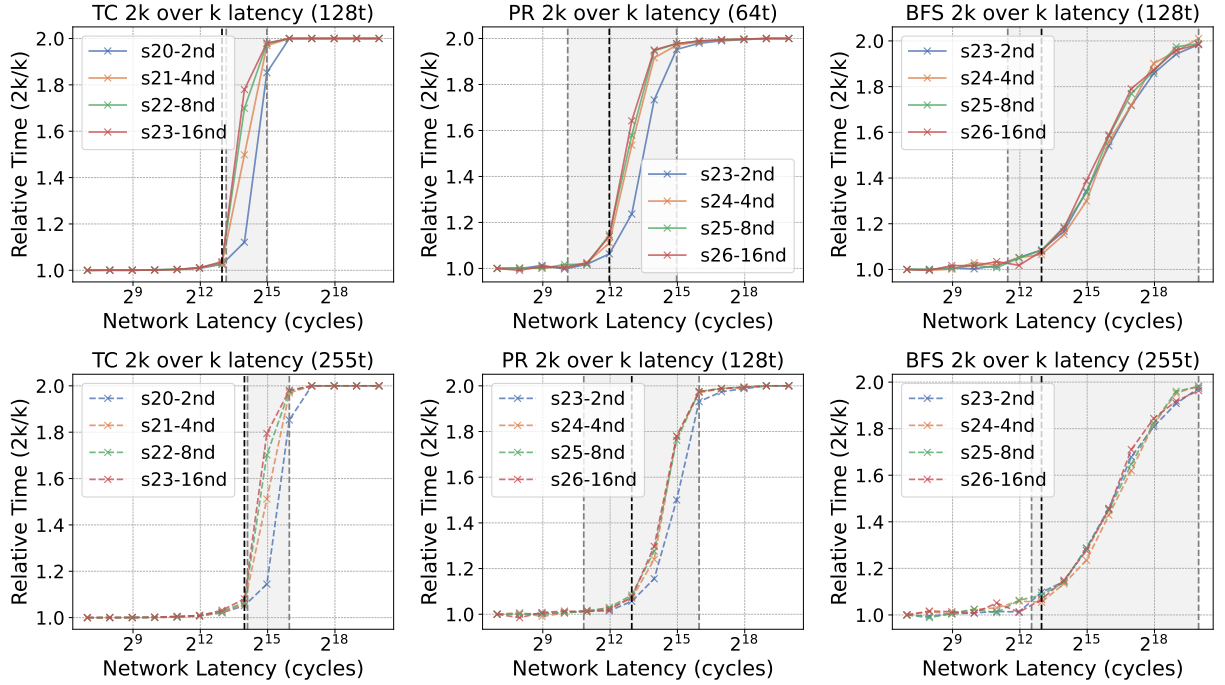 TC 2k over k latency (128t)
Relative Time (2k/k)
2.0
1.8
1.6
1.4
1.2
1.0
s20-2nd
s21-4nd
s22-8nd
s23-16nd
2^9
2^12
2^15
2^18
Network Latency (cycles)
PR 2k over k latency (64t)
Relative Time (2k/k)
2.0
1.8
1.6
1.4
1.2
1.0
s23-2nd
s24-4nd
s25-8nd
s26-16nd
2^9
2^12
2^15
2^18
Network Latency (cycles)
BFS 2k over k latency (128t)
Relative Time (2k/k)
2.0
1.8
1.6
1.4
1.2
1.0
s23-2nd
s24-4nd
s25-8nd
s26-16nd
2^9
2^12
2^15
2^18
Network Latency (cycles)
TC 2k over k latency (255t)
Relative Time (2k/k)
2.0
1.8
1.6
1.4
1.2
1.0
s20-2nd
s21-4nd
s22-8nd
s23-16nd
2^9
2^12
2^15
2^18
Network Latency (cycles)
PR 2k over k latency (128t)
Relative Time (2k/k)
2.0
1.8
1.6
1.4
1.2
1.0
s23-2nd
s24-4nd
s25-8nd
s26-16nd
2^9
2^12
2^15
2^18
Network Latency (cycles)
BFS 2k over k latency (255t)
Relative Time (2k/k)
2.0
1.8
1.6
1.4
1.2
1.0
s23-2nd
s24-4nd
s25-8nd
s26-16nd
2^9
2^12
2^15
2^18
Network Latency (cycles)